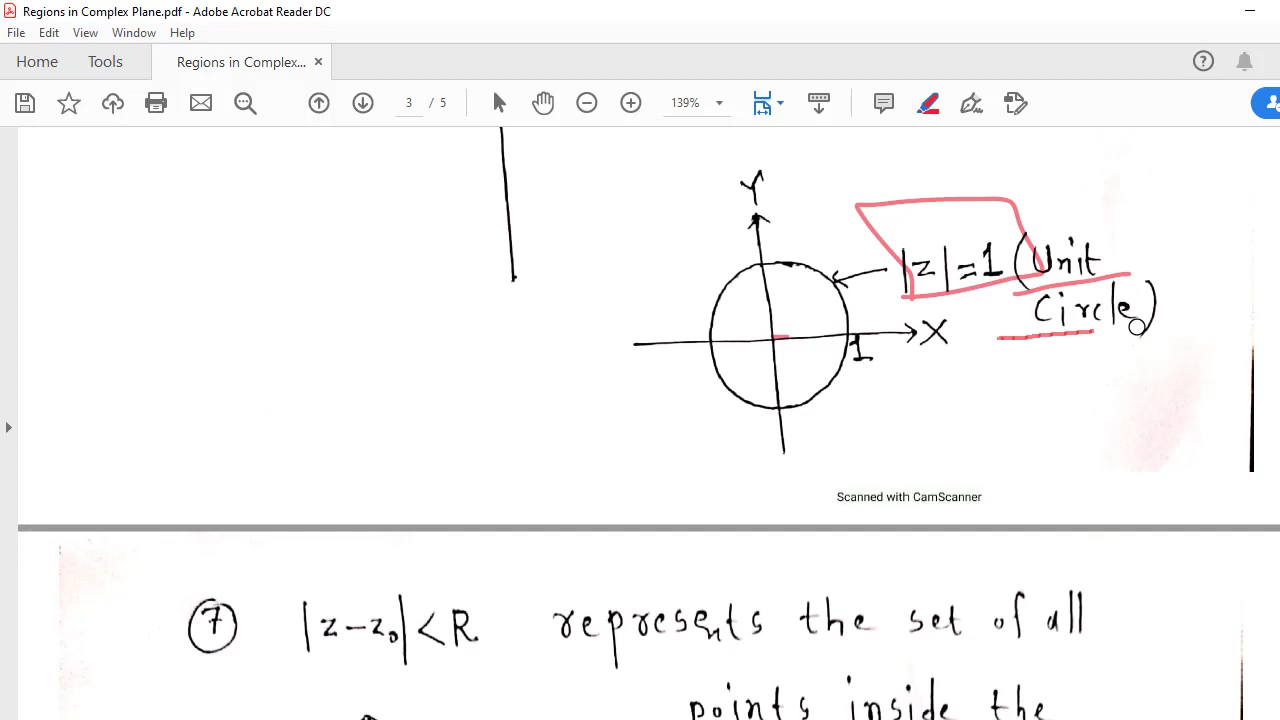 Regions in Complex Plane.pdf - Adobe Acrobat Reader DC
File Edit View Window Help
Home Tools Regions in Complex... ×
3 / 5 139%
Y
|z|=1 (Unit
Circle)
X
1
Scanned with CamScanner
7 |z-z₀|<R represents the set of all
points inside the